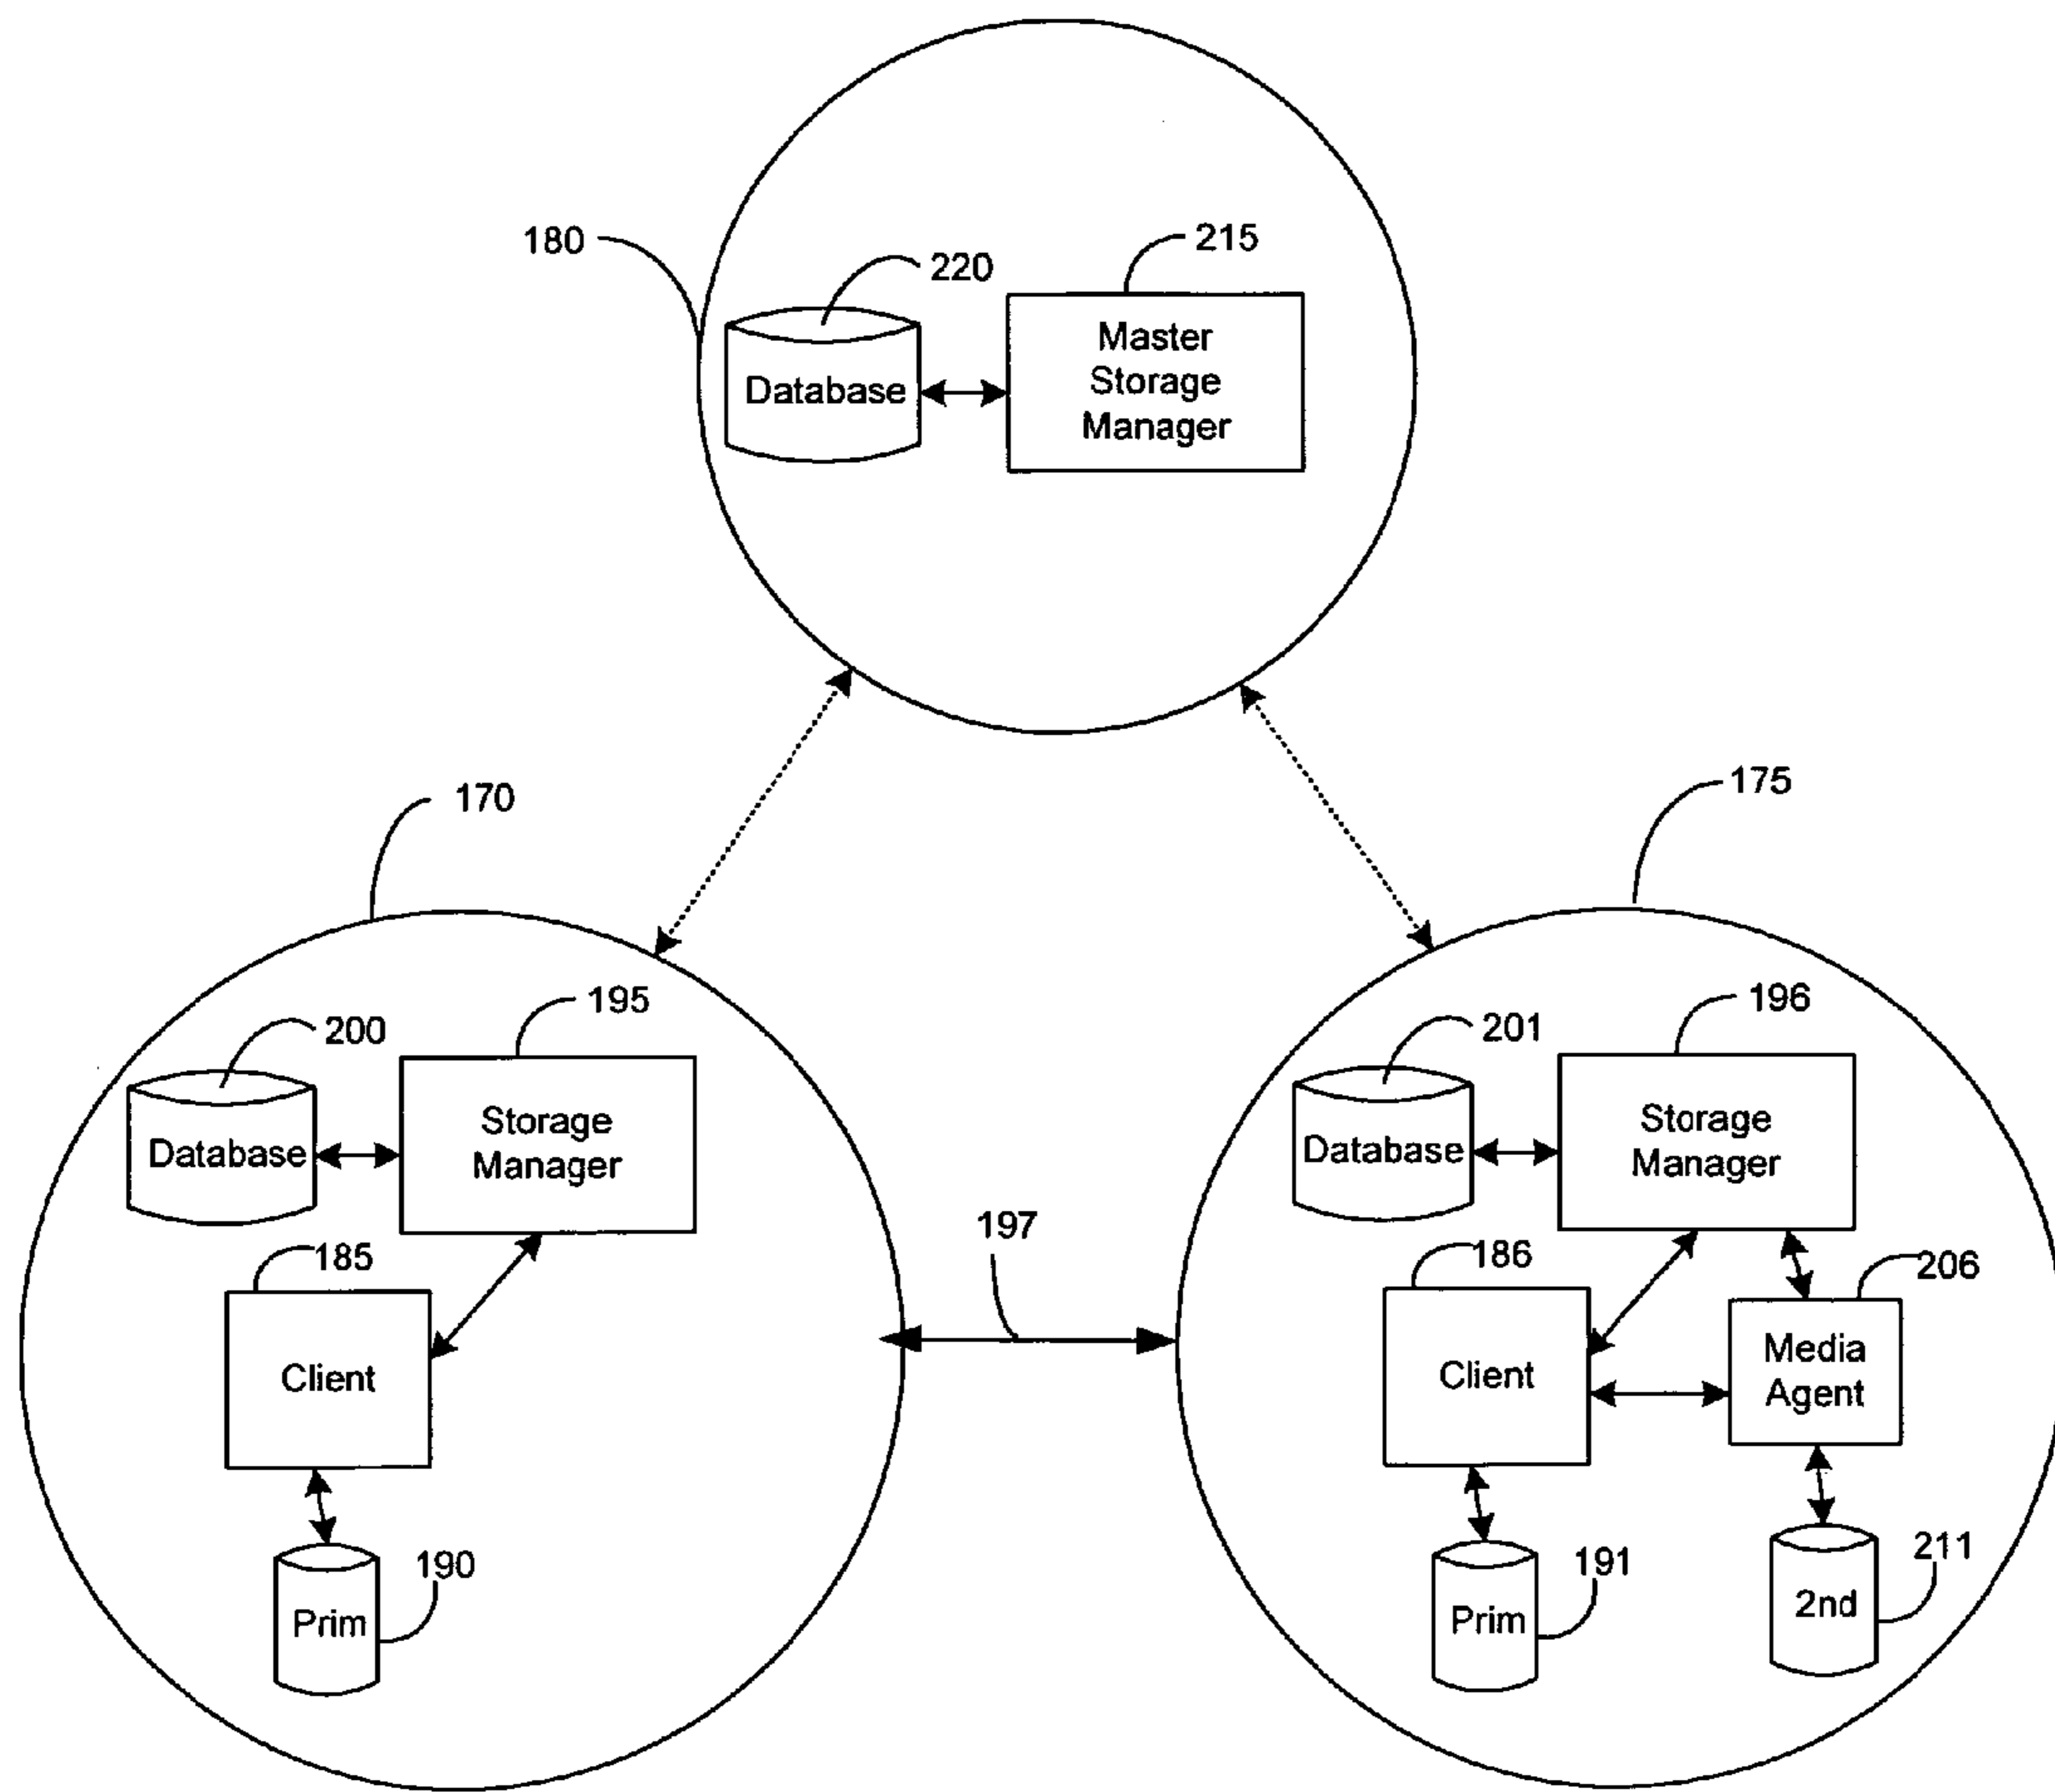 180
220
215
Database
Master
Storage
Manager
170
175
200
195
Database
Storage
Manager
185
Client
190
Prim
197
201
196
Database
Storage
Manager
186
206
Client
Media
Agent
191
211
Prim
2nd